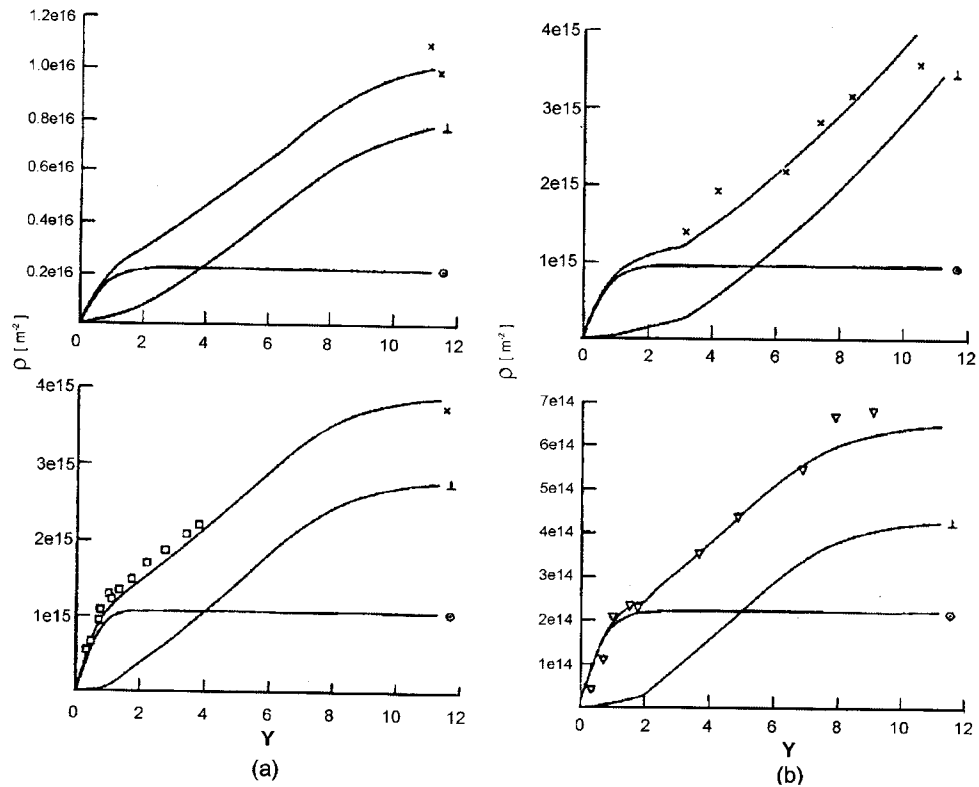 1.2e16
1.0e16
0.8e16
0.6e16
0.4e16
0.2e16
⊥
⊙
0 2 4 6 8 10 12
ρ [ m-2 ]
4e15
3e15
2e15
1e15
⊥
⊙
0 2 4 6 8 10 12
Y
(a)
4e15
3e15
2e15
1e15
⊥
⊙
0 2 4 6 8 10 12
ρ [ m-2 ]
7e14
6e14
5e14
4e14
3e14
2e14
1e14
⊥
⊙
0 2 4 6 8 10 12
Y
(b)